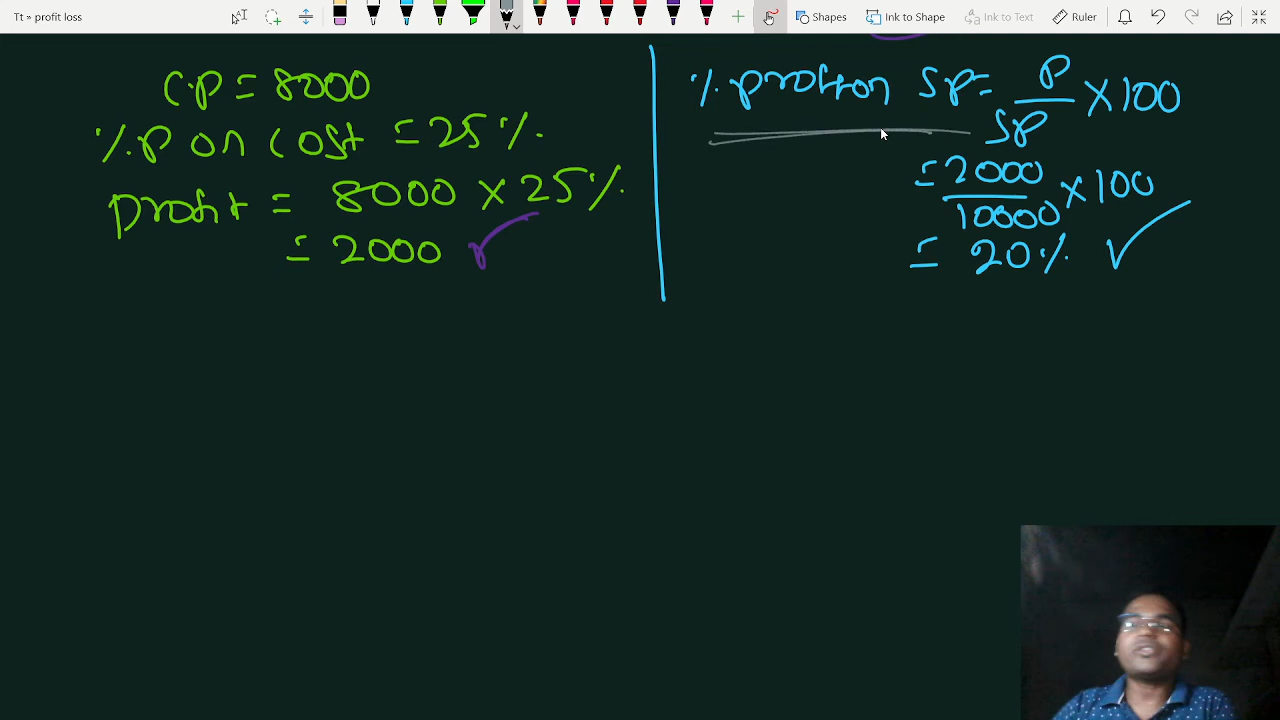 Tt » profit loss
Shapes
Ink to Shape
Ink to Text
Ruler
C.P = 8000
% P on Cost = 25%
profit = 8000 × 25%
= 2000
% profit on SP = P/SP × 100
= 2000/10000 × 100
= 20%